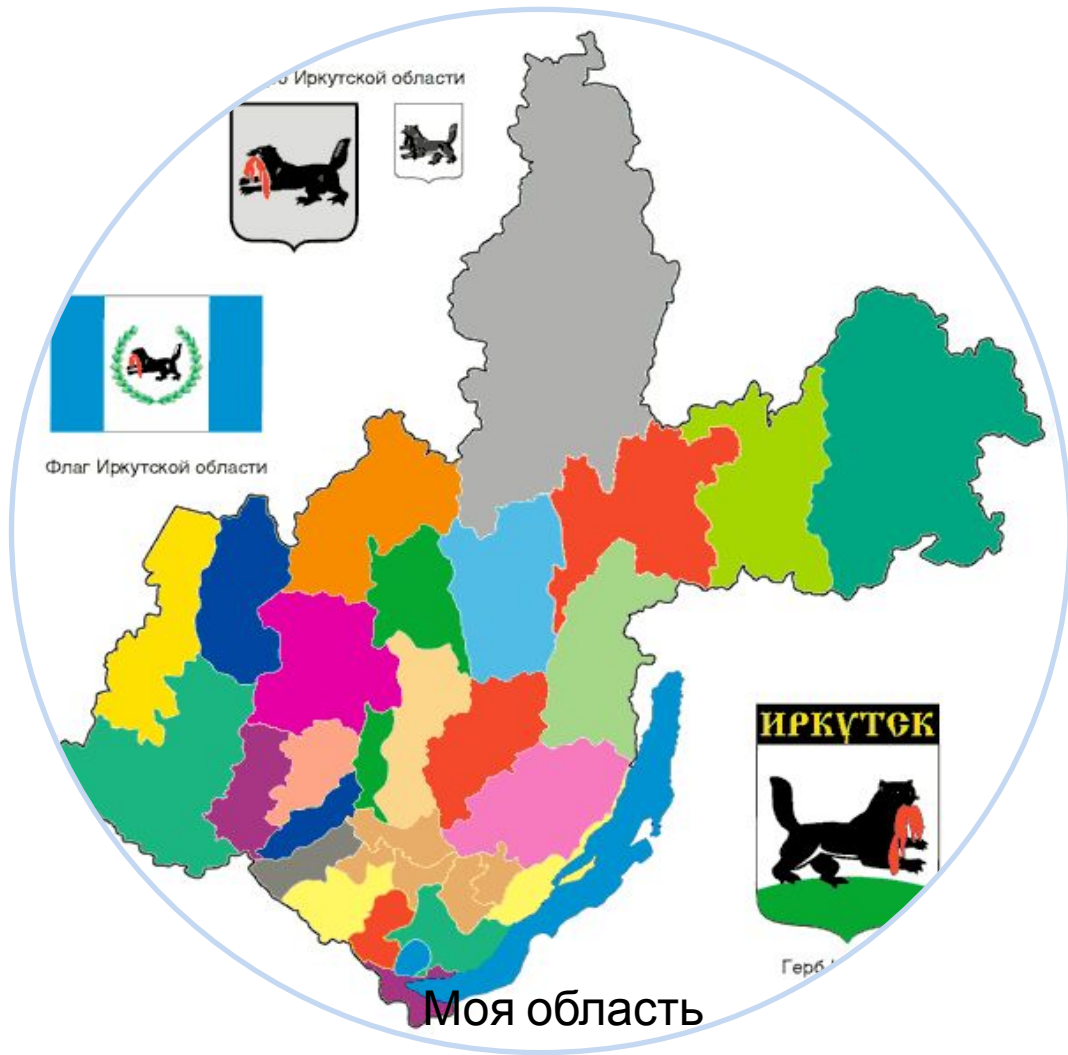 Иркутской области
Флаг Иркутской области
ИРКУТСК
Герб
Моя область